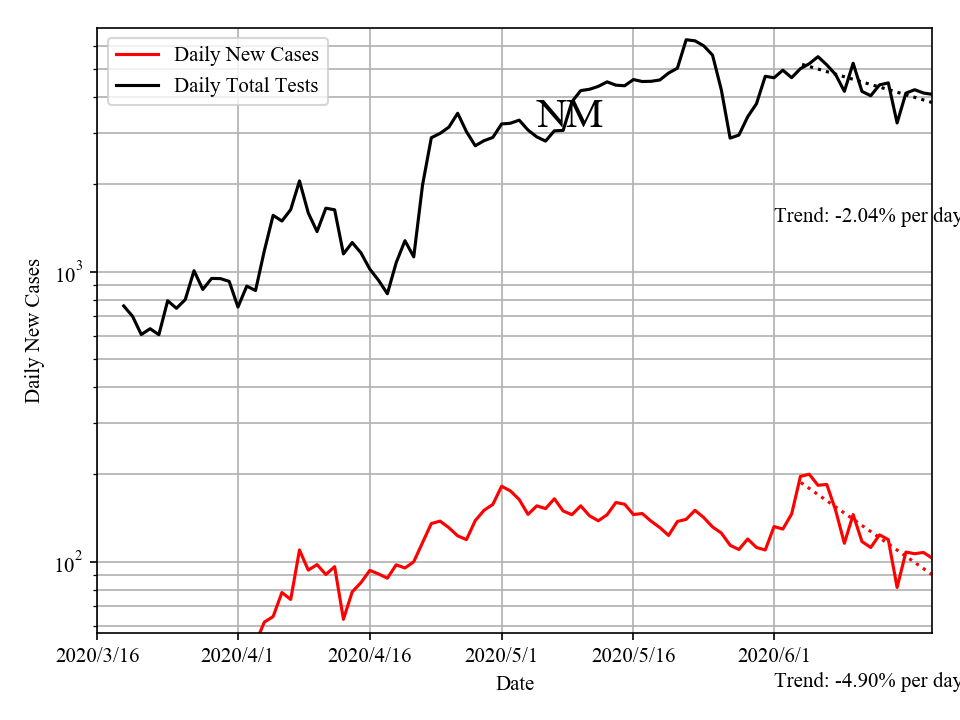 Daily New Cases
Daily Total Tests
NM
Trend: -2.04% per day
10³
10²
Daily New Cases
2020/3/16
2020/4/1
2020/4/16
2020/5/1
2020/5/16
2020/6/1
Date
Trend: -4.90% per day